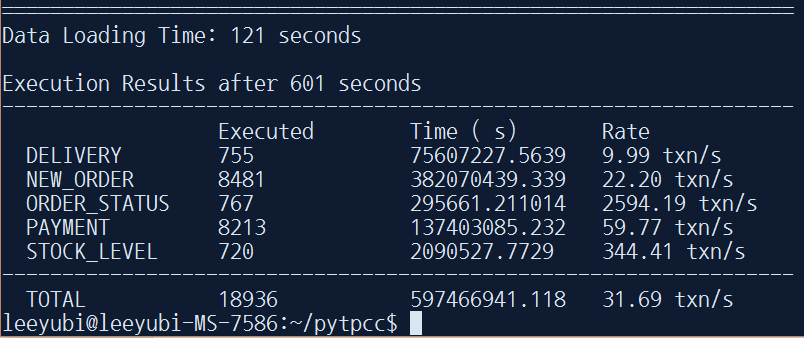 ==================================================================
Data Loading Time: 121 seconds
Execution Results after 601 seconds
------------------------------------------------------------------
Executed Time ( s) Rate
DELIVERY 755 75607227.5639 9.99 txn/s
NEW_ORDER 8481 382070439.339 22.20 txn/s
ORDER_STATUS 767 295661.211014 2594.19 txn/s
PAYMENT 8213 137403085.232 59.77 txn/s
STOCK_LEVEL 720 2090527.7729 344.41 txn/s
------------------------------------------------------------------
TOTAL 18936 597466941.118 31.69 txn/s
leeyubi@leeyubi-MS-7586:~/pytpcc$